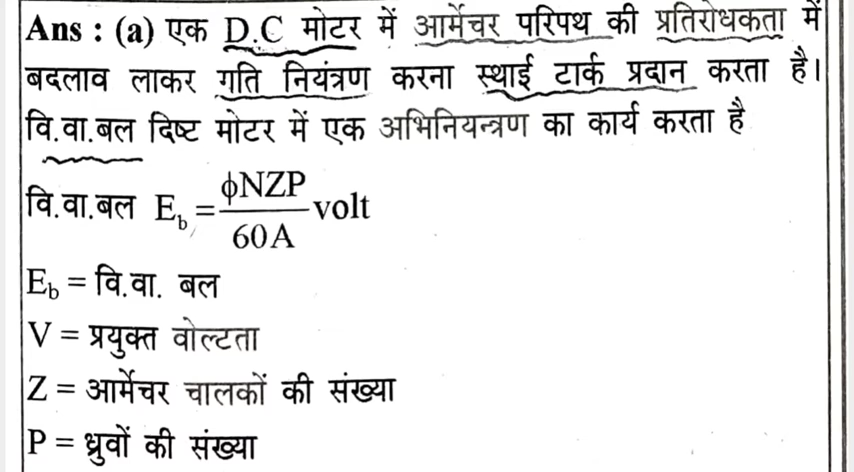 Ans : (a) एक D.C मोटर में आर्मेचर परिपथ की प्रतिरोधकता में
बदलाव लाकर गति नियंत्रण करना स्थाई टार्क प्रदान करता है।
वि.वा.बल दिष्ट मोटर में एक अभिनियन्त्रण का कार्य करता है
वि.वा.बल E_b = ϕNZP/60A volt
E_b = वि.वा. बल
V = प्रयुक्त वोल्टता
Z = आर्मेचर चालकों की संख्या
P = ध्रुवों की संख्या